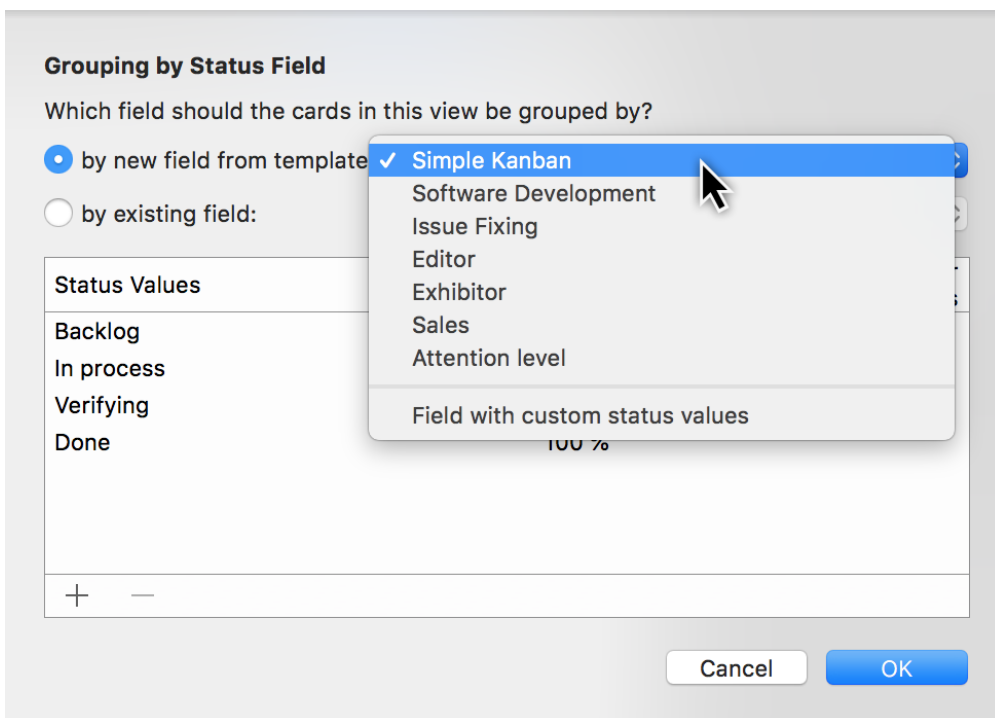 Grouping by Status Field
Which field should the cards in this view be grouped by?
by new field from template
✓ Simple Kanban
Software Development
by existing field:
Issue Fixing
Editor
Exhibitor
Sales
Attention level
Field with custom status values
Status Values
Backlog
In process
Verifying
Done 100 %
Cancel OK